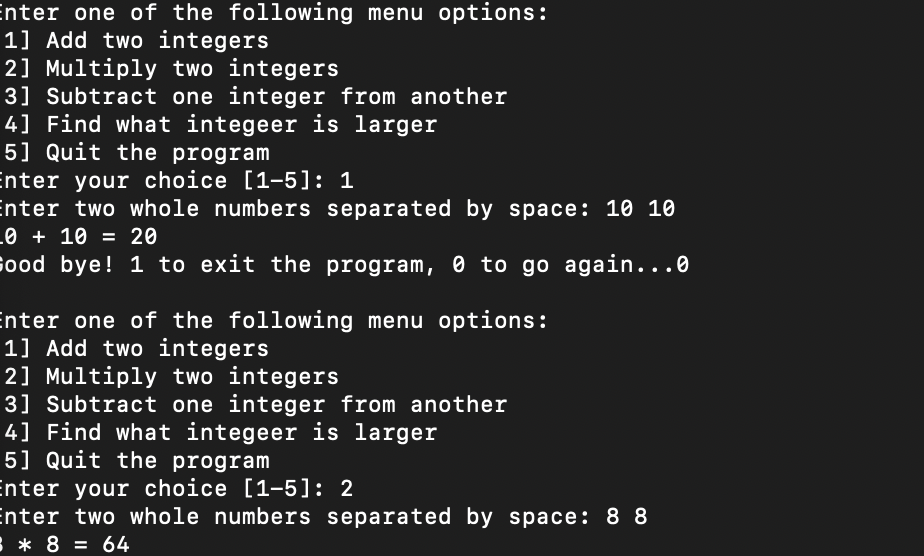 Enter one of the following menu options:
1] Add two integers
2] Multiply two integers
3] Subtract one integer from another
4] Find what integeer is larger
5] Quit the program
Enter your choice [1-5]: 1
Enter two whole numbers separated by space: 10 10
10 + 10 = 20
Good bye! 1 to exit the program, 0 to go again...0
Enter one of the following menu options:
1] Add two integers
2] Multiply two integers
3] Subtract one integer from another
4] Find what integeer is larger
5] Quit the program
Enter your choice [1-5]: 2
Enter two whole numbers separated by space: 8 8
8 * 8 = 64